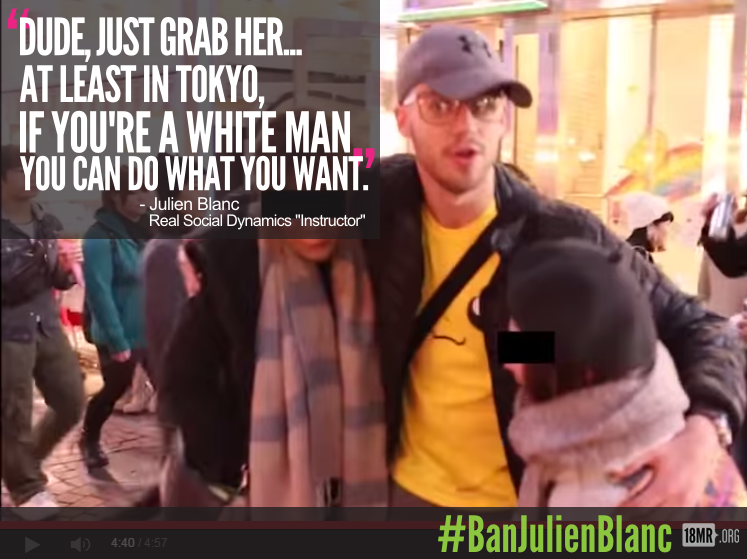 “DUDE, JUST GRAB HER...
AT LEAST IN TOKYO,
IF YOU'RE A WHITE MAN
YOU CAN DO WHAT YOU WANT.”
- Julien Blanc
Real Social Dynamics "Instructor"
#BanJulienBlanc 18MR.ORG
4:40 / 4:57